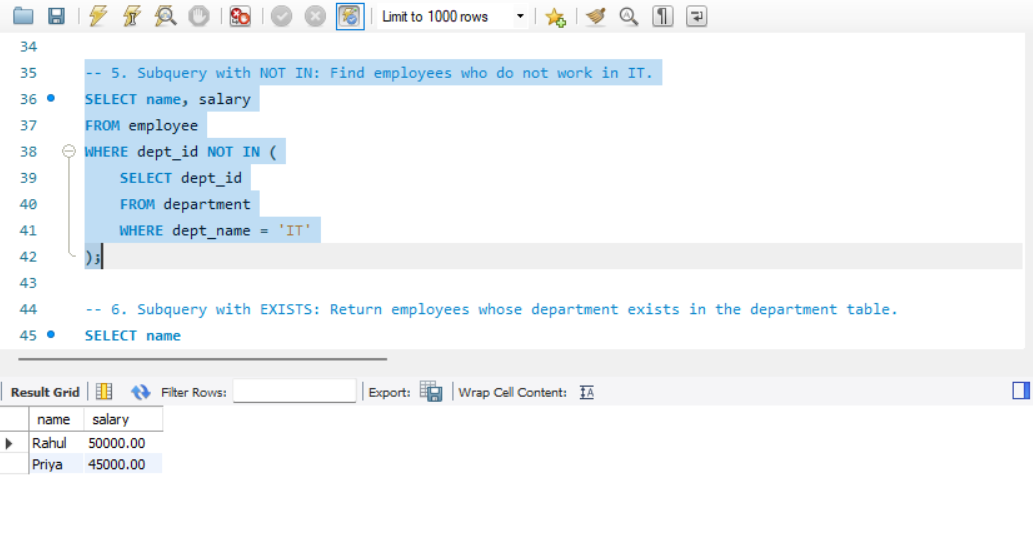 Limit to 1000 rows
34
35 -- 5. Subquery with NOT IN: Find employees who do not work in IT.
36 SELECT name, salary
37 FROM employee
38 WHERE dept_id NOT IN (
39 SELECT dept_id
40 FROM department
41 WHERE dept_name = 'IT'
42 );
43
44 -- 6. Subquery with EXISTS: Return employees whose department exists in the department table.
45 SELECT name
Result Grid Filter Rows: Export: Wrap Cell Content:
name salary
Rahul 50000.00
Priya 45000.00